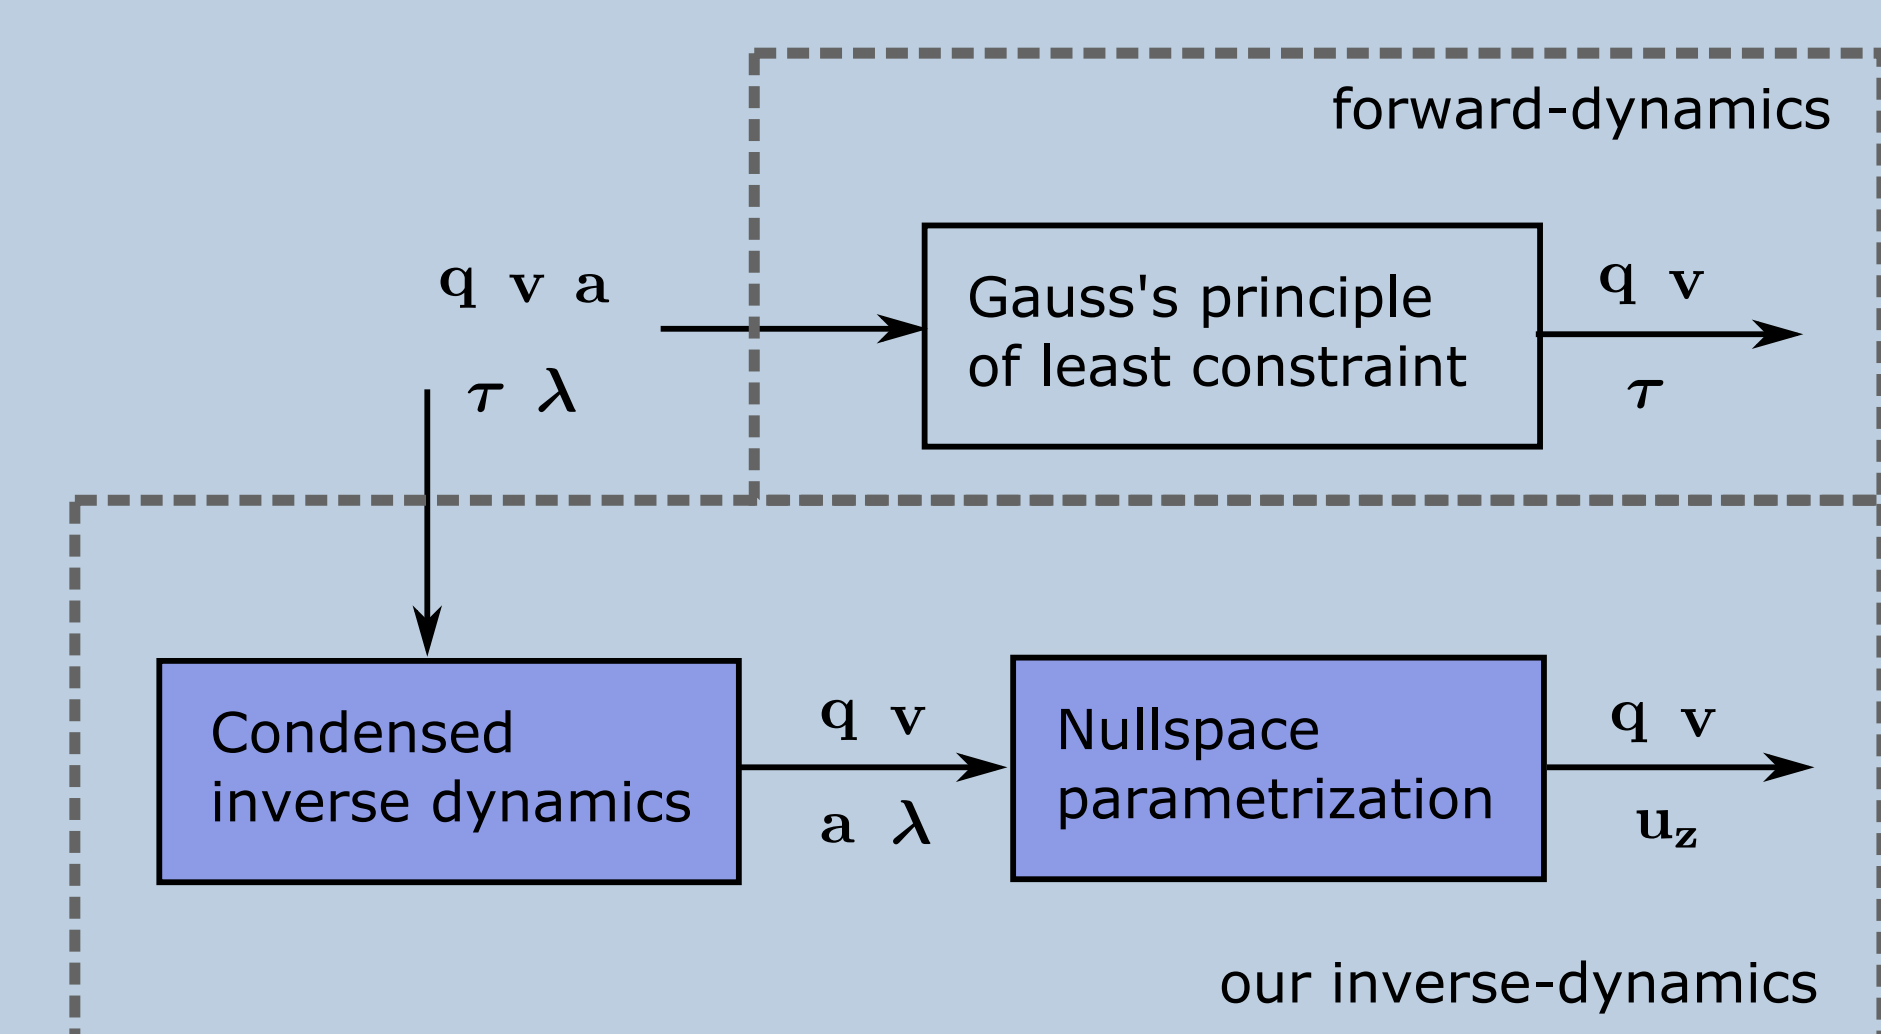 forward-dynamics
q v a
τ λ
Gauss's principle
of least constraint
q v
τ
Condensed
inverse dynamics
q v
a λ
Nullspace
parametrization
q v
u_z
our inverse-dynamics